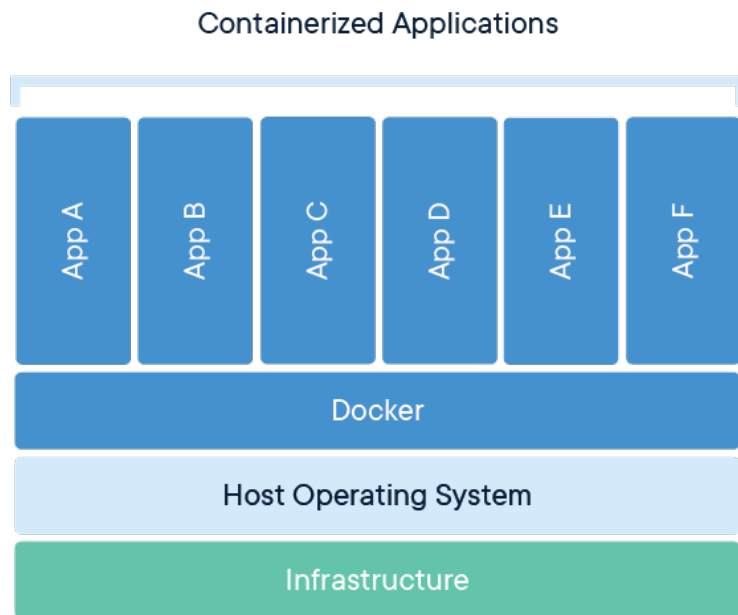 Containerized Applications
App A
App B
App C
App D
App E
App F
Docker
Host Operating System
Infrastructure